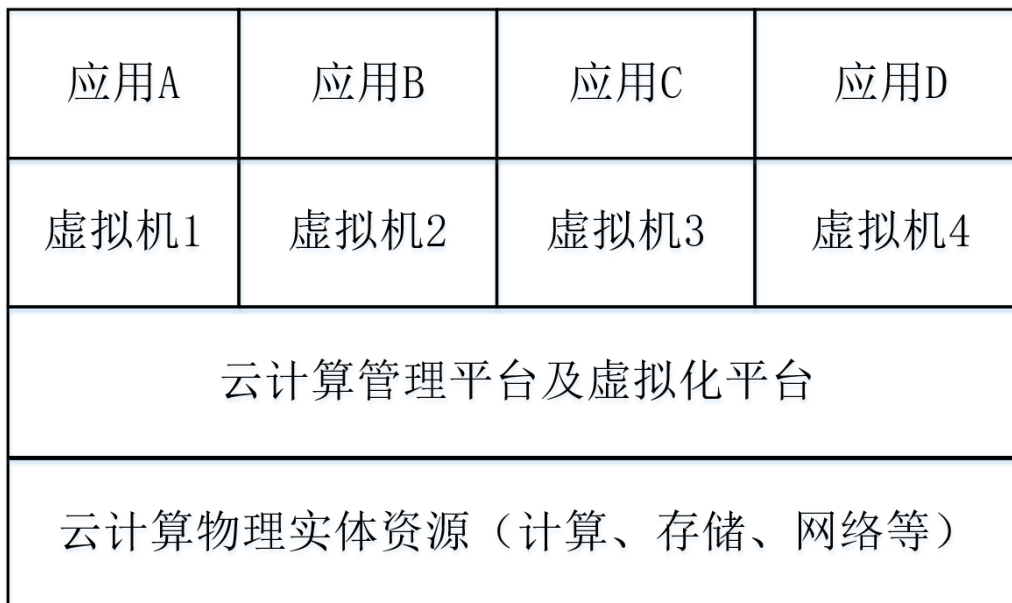 应用A 应用B 应用C 应用D
虚拟机1 虚拟机2 虚拟机3 虚拟机4
云计算管理平台及虚拟化平台
云计算物理实体资源（计算、存储、网络等）